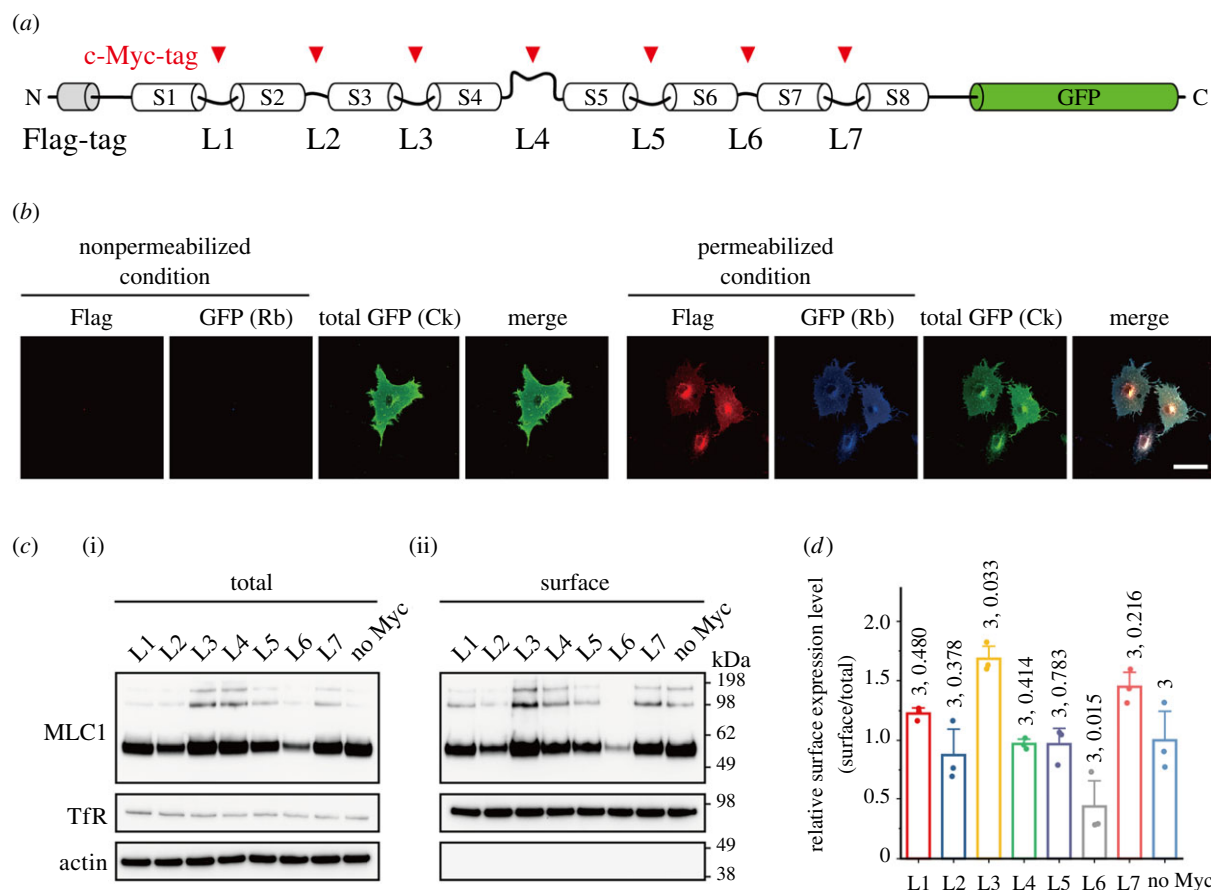 (a)
c-Myc-tag
N S1 S2 S3 S4 S5 S6 S7 S8 GFP C
Flag-tag L1 L2 L3 L4 L5 L6 L7
(b)
nonpermeabilized condition
permeabilized condition
Flag GFP (Rb) total GFP (Ck) merge Flag GFP (Rb) total GFP (Ck) merge
(c) (i) (ii)
total
surface
L1 L2 L3 L4 L5 L6 L7 no Myc
L1 L2 L3 L4 L5 L6 L7 no Myc
kDa
MLC1
198
98
62
49
TfR
98
actin
49
38
(d)
relative surface expression level
(surface/total)
2.0
1.5
1.0
0.5
0
3, 0.480
3, 0.378
3, 0.033
3, 0.414
3, 0.783
3, 0.015
3, 0.216
3
L1 L2 L3 L4 L5 L6 L7 no Myc